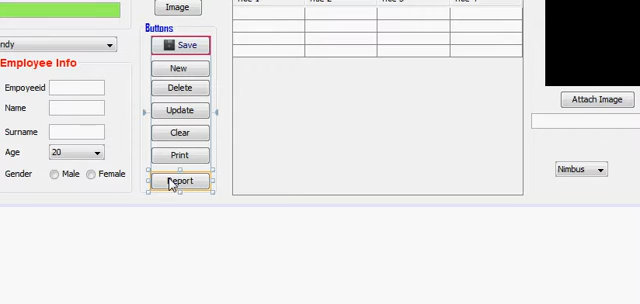 Image
Buttons
Save
New
Delete
Update
Clear
Print
ndy
Employee Info
Empoyeeid
Name
Surname
Age
20
Gender
Male
Female
Attach Image
Nimbus